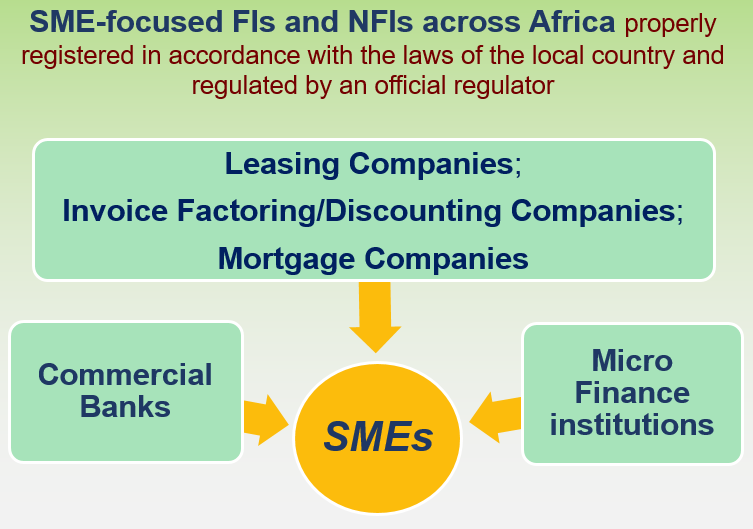 SME-focused FIs and NFIs across Africa properly
registered in accordance with the laws of the local country and
regulated by an official regulator
Leasing Companies;
Invoice Factoring/Discounting Companies;
Mortgage Companies
Commercial
Banks
SMEs
Micro
Finance
institutions